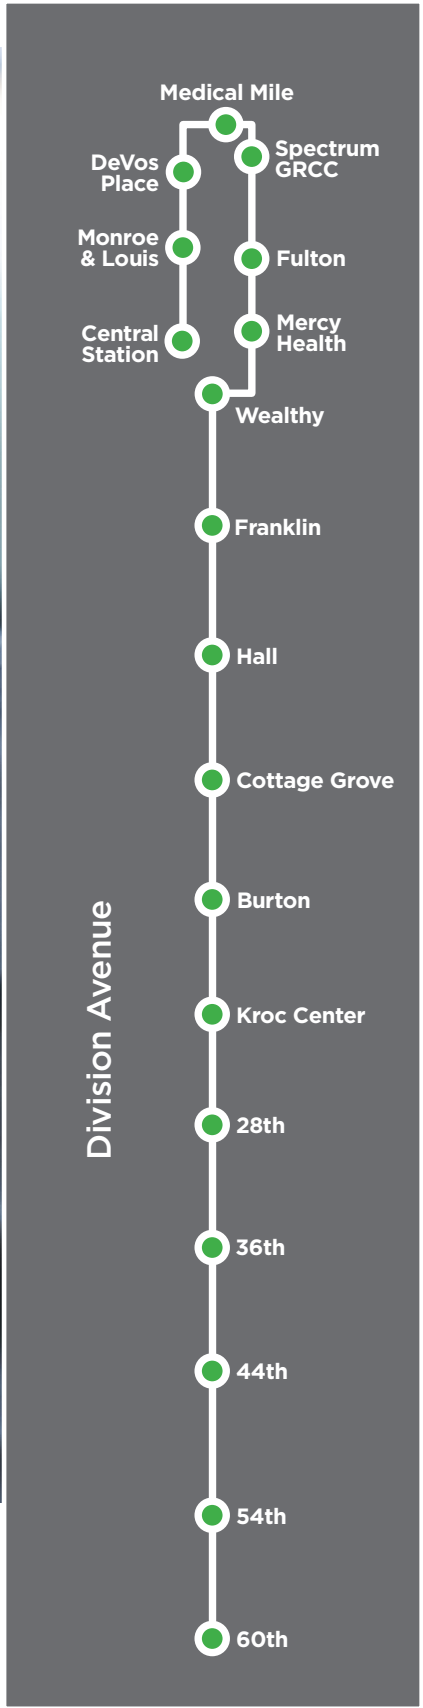 Medical Mile
DeVos
Place
Spectrum
GRCC
Monroe
& Louis
Fulton
Central
Station
Mercy
Health
Wealthy
Franklin
Hall
Cottage Grove
Burton
Kroc Center
Division Avenue
28th
36th
44th
54th
60th